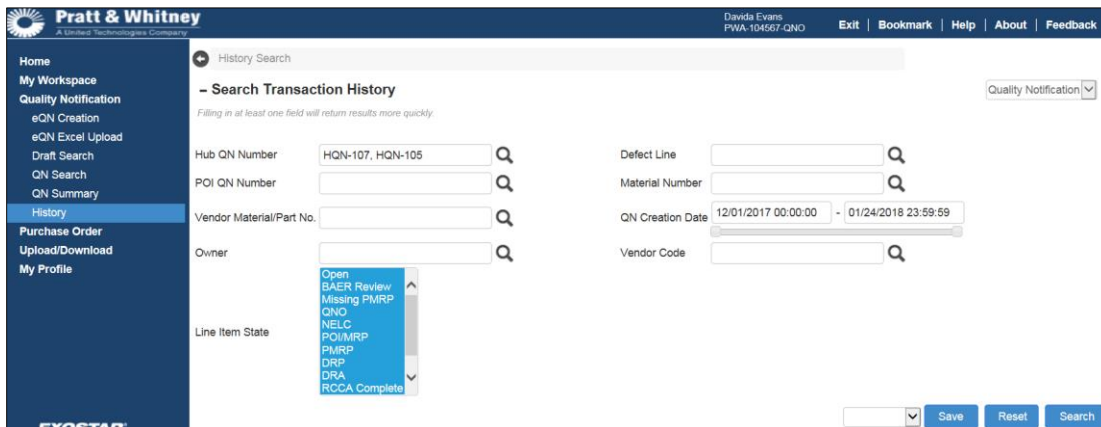 Pratt & Whitney
A United Technologies Company
Davida Evans
PWA-104567-QNO
Exit | Bookmark | Help | About | Feedback
Home
My Workspace
Quality Notification
eQN Creation
eQN Excel Upload
Draft Search
QN Search
QN Summary
History
Purchase Order
Upload/Download
My Profile
EXOSTAR
History Search
– Search Transaction History
Quality Notification
Filling in at least one field will return results more quickly
Hub QN Number HQN-107, HQN-105
Defect Line
POI QN Number
Material Number
Vendor Material/Part No.
QN Creation Date 12/01/2017 00:00:00 - 01/24/2018 23:59:59
Owner
Vendor Code
Line Item State
Open
BAER Review
Missing PMRP
QNO
NELC
POI/MRP
PMRP
DRP
DRA
RCCA Complete
Save Reset Search